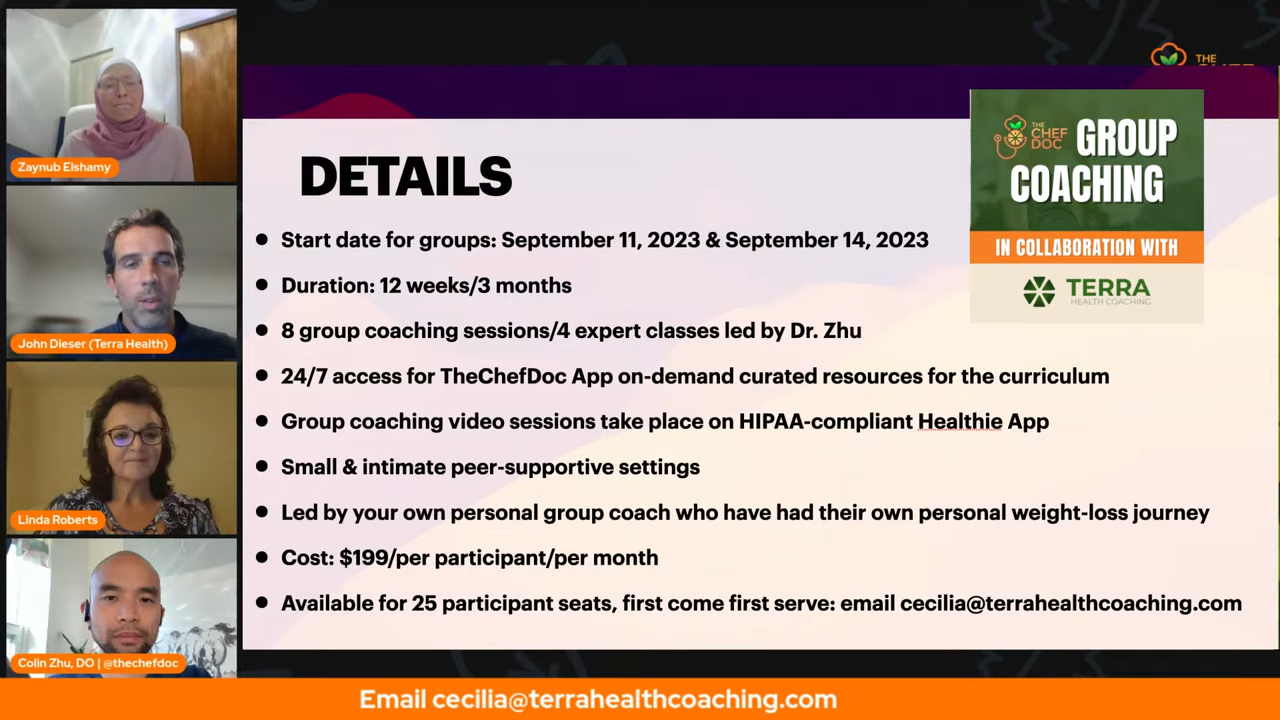 Zaynub Elshamy
John Dieser (Terra Health)
Linda Roberts
Colin Zhu, DO | @thechefdoc
THE
THE
CHEF
DOC
GROUP
COACHING
IN COLLABORATION WITH
TERRA
HEALTH COACHING
DETAILS
Start date for groups: September 11, 2023 & September 14, 2023
Duration: 12 weeks/3 months
8 group coaching sessions/4 expert classes led by Dr. Zhu
24/7 access for TheChefDoc App on-demand curated resources for the curriculum
Group coaching video sessions take place on HIPAA-compliant Healthie App
Small & intimate peer-supportive settings
Led by your own personal group coach who have had their own personal weight-loss journey
Cost: $199/per participant/per month
Available for 25 participant seats, first come first serve: email cecilia@terrahealthcoaching.com
Email cecilia@terrahealthcoaching.com